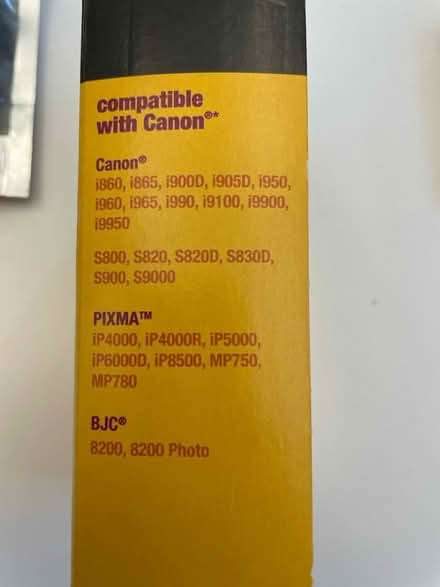 compatible
with Canon®*
Canon®
i860, i865, i900D, i905D, i950,
i960, i965, i990, i9100, i9900,
i9950
S800, S820, S820D, S830D,
S900, S9000
PIXMA™
iP4000, iP4000R, iP5000,
iP6000D, iP8500, MP750,
MP780
BJC®
8200, 8200 Photo